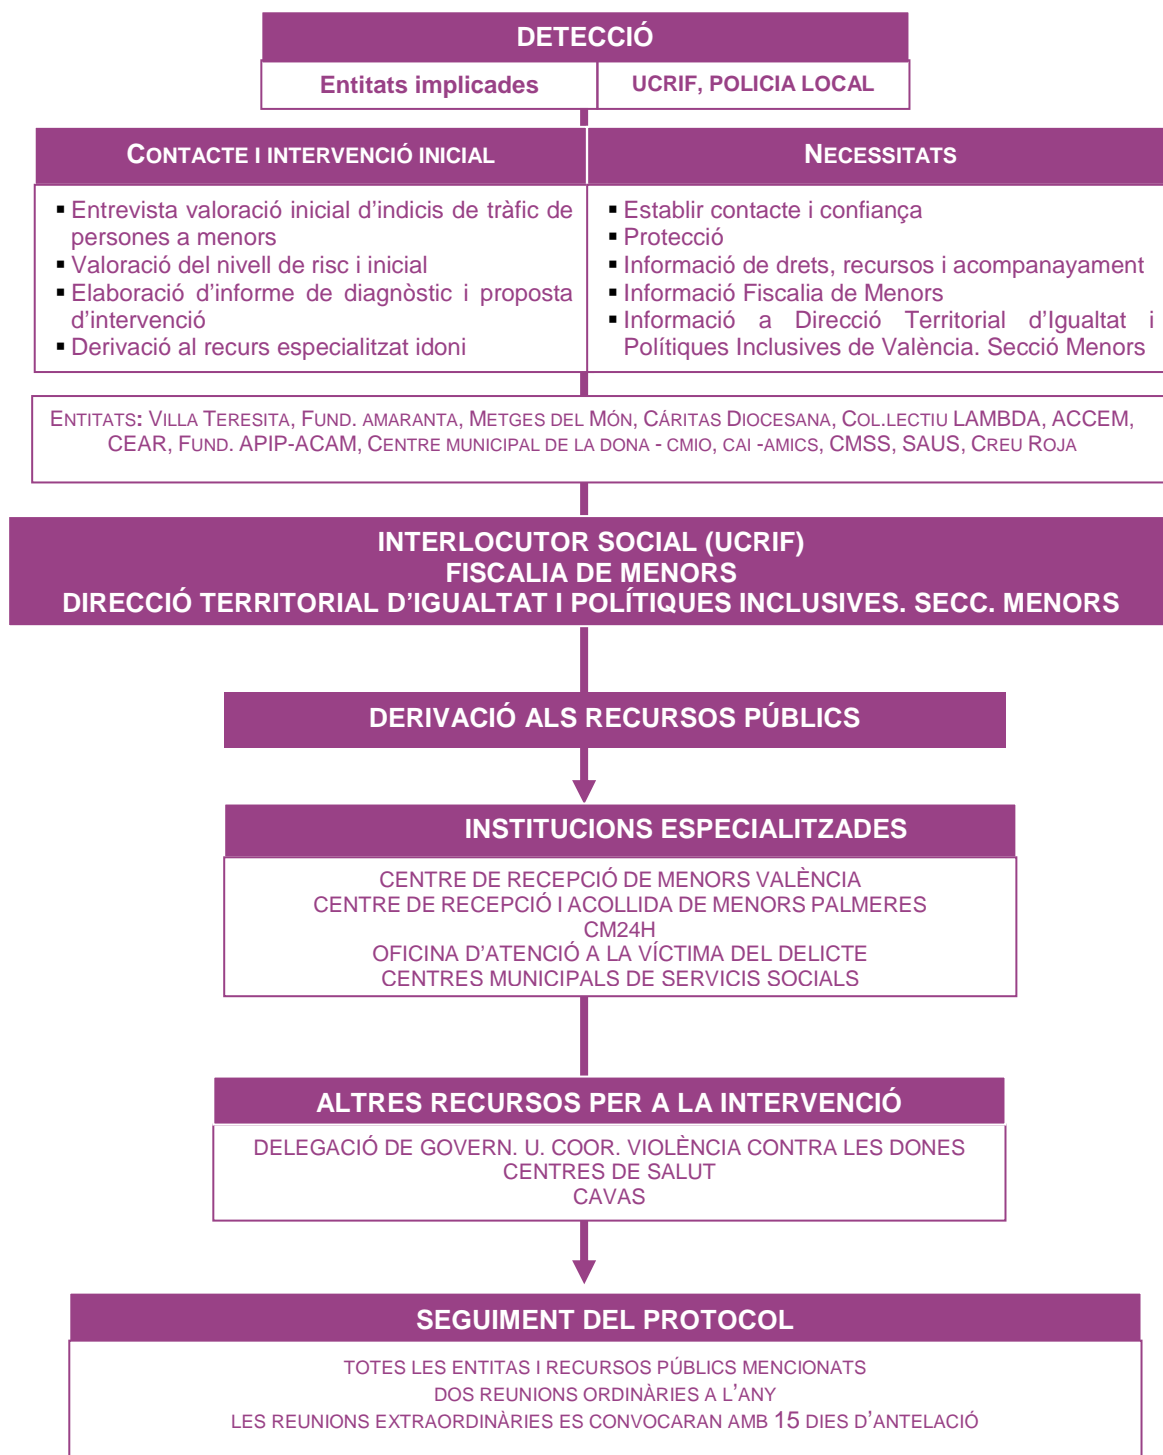 DETECCIÓ
Entitats implicades
UCRIF, POLICIA LOCAL
CONTACTE I INTERVENCIÓ INICIAL
▪ Entrevista valoració inicial d'indicis de tràfic de
persones a menors
▪ Valoració del nivell de risc i inicial
▪ Elaboració d'informe de diagnòstic i proposta
d'intervenció
▪ Derivació al recurs especialitzat idoni
NECESSITATS
▪ Establir contacte i confiança
▪ Protecció
▪ Informació de drets, recursos i acompanayament
▪ Informació Fiscalia de Menors
▪ Informació a Direcció Territorial d'Igualtat i
Polítiques Inclusives de València. Secció Menors
ENTITATS: VILLA TERESITA, FUND. AMARANTA, METGES DEL MÓN, CÁRITAS DIOCESANA, COL.LECTIU LAMBDA, ACCEM,
CEAR, FUND. APIP-ACAM, CENTRE MUNICIPAL DE LA DONA - CMIO, CAI -AMICS, CMSS, SAUS, CREU ROJA
INTERLOCUTOR SOCIAL (UCRIF)
FISCALIA DE MENORS
DIRECCIÓ TERRITORIAL D'IGUALTAT I POLÍTIQUES INCLUSIVES. SECC. MENORS
DERIVACIÓ ALS RECURSOS PÚBLICS
INSTITUCIONS ESPECIALITZADES
CENTRE DE RECEPCIÓ DE MENORS VALÈNCIA
CENTRE DE RECEPCIÓ I ACOLLIDA DE MENORS PALMERES
CM24H
OFICINA D'ATENCIÓ A LA VÍCTIMA DEL DELICTE
CENTRES MUNICIPALS DE SERVICIS SOCIALS
ALTRES RECURSOS PER A LA INTERVENCIÓ
DELEGACIÓ DE GOVERN. U. COOR. VIOLÈNCIA CONTRA LES DONES
CENTRES DE SALUT
CAVAS
SEGUIMENT DEL PROTOCOL
TOTES LES ENTITAS I RECURSOS PÚBLICS MENCIONATS
DOS REUNIONS ORDINÀRIES A L'ANY
LES REUNIONS EXTRAORDINÀRIES ES CONVOCARAN AMB 15 DIES D'ANTELACIÓ